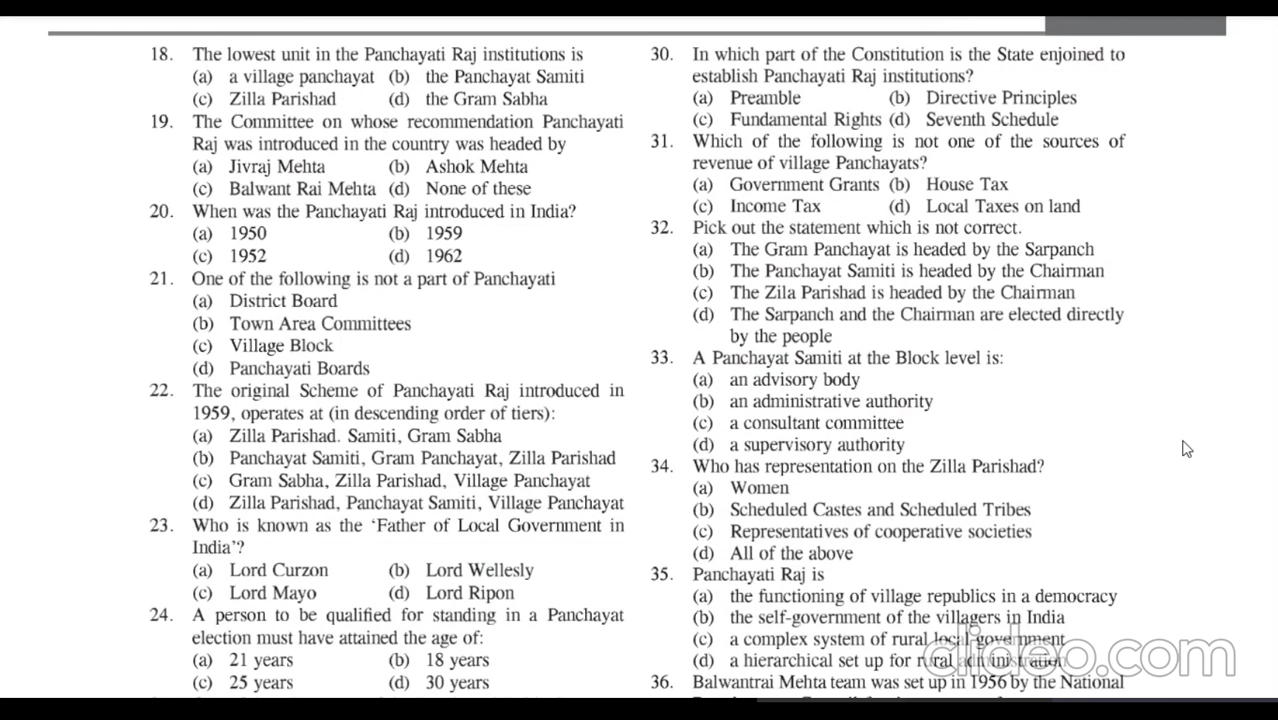 18. The lowest unit in the Panchayati Raj institutions is
(a) a village panchayat (b) the Panchayat Samiti
(c) Zilla Parishad (d) the Gram Sabha
19. The Committee on whose recommendation Panchayati
Raj was introduced in the country was headed by
(a) Jivraj Mehta (b) Ashok Mehta
(c) Balwant Rai Mehta (d) None of these
20. When was the Panchayati Raj introduced in India?
(a) 1950 (b) 1959
(c) 1952 (d) 1962
21. One of the following is not a part of Panchayati
(a) District Board
(b) Town Area Committees
(c) Village Block
(d) Panchayati Boards
22. The original Scheme of Panchayati Raj introduced in
1959, operates at (in descending order of tiers):
(a) Zilla Parishad. Samiti, Gram Sabha
(b) Panchayat Samiti, Gram Panchayat, Zilla Parishad
(c) Gram Sabha, Zilla Parishad, Village Panchayat
(d) Zilla Parishad, Panchayat Samiti, Village Panchayat
23. Who is known as the ‘Father of Local Government in
India’?
(a) Lord Curzon (b) Lord Wellesly
(c) Lord Mayo (d) Lord Ripon
24. A person to be qualified for standing in a Panchayat
election must have attained the age of:
(a) 21 years (b) 18 years
(c) 25 years (d) 30 years
30. In which part of the Constitution is the State enjoined to
establish Panchayati Raj institutions?
(a) Preamble (b) Directive Principles
(c) Fundamental Rights (d) Seventh Schedule
31. Which of the following is not one of the sources of
revenue of village Panchayats?
(a) Government Grants (b) House Tax
(c) Income Tax (d) Local Taxes on land
32. Pick out the statement which is not correct.
(a) The Gram Panchayat is headed by the Sarpanch
(b) The Panchayat Samiti is headed by the Chairman
(c) The Zila Parishad is headed by the Chairman
(d) The Sarpanch and the Chairman are elected directly
by the people
33. A Panchayat Samiti at the Block level is:
(a) an advisory body
(b) an administrative authority
(c) a consultant committee
(d) a supervisory authority
34. Who has representation on the Zilla Parishad?
(a) Women
(b) Scheduled Castes and Scheduled Tribes
(c) Representatives of cooperative societies
(d) All of the above
35. Panchayati Raj is
(a) the functioning of village republics in a democracy
(b) the self-government of the villagers in India
(c) a complex system of rural local government
(d) a hierarchical set up for rural administration
36. Balwantrai Mehta team was set up in 1956 by the National
clideo.com